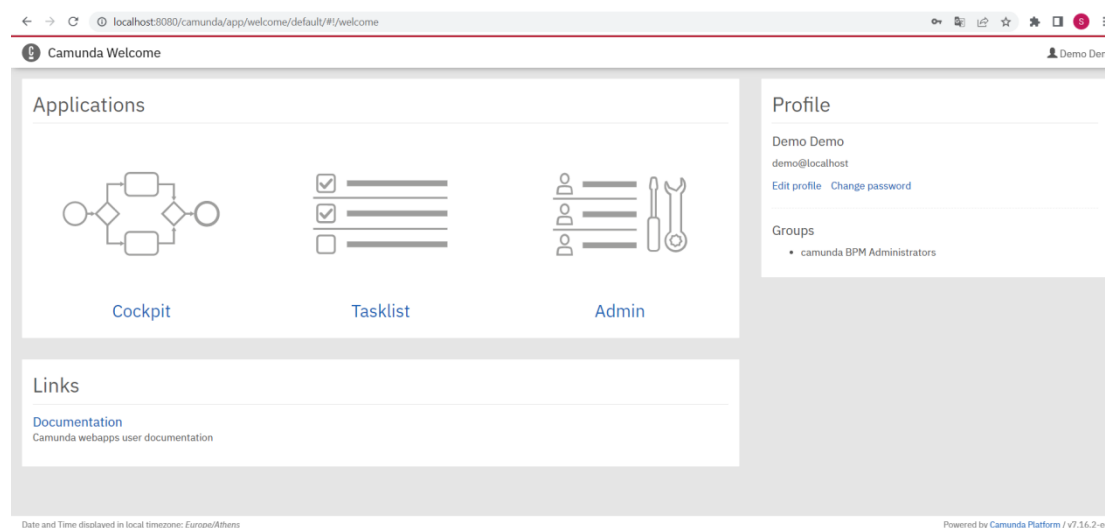 localhost:8080/camunda/app/welcome/default/#!/welcome
S
Camunda Welcome
Demo Dem
Applications
Cockpit
Tasklist
Admin
Links
Documentation
Camunda webapps user documentation
Profile
Demo Demo
demo@localhost
Edit profile Change password
Groups
• camunda BPM Administrators
Date and Time displayed in local timezone: Europe/Athens
Powered by Camunda Platform / v7.16.2-e